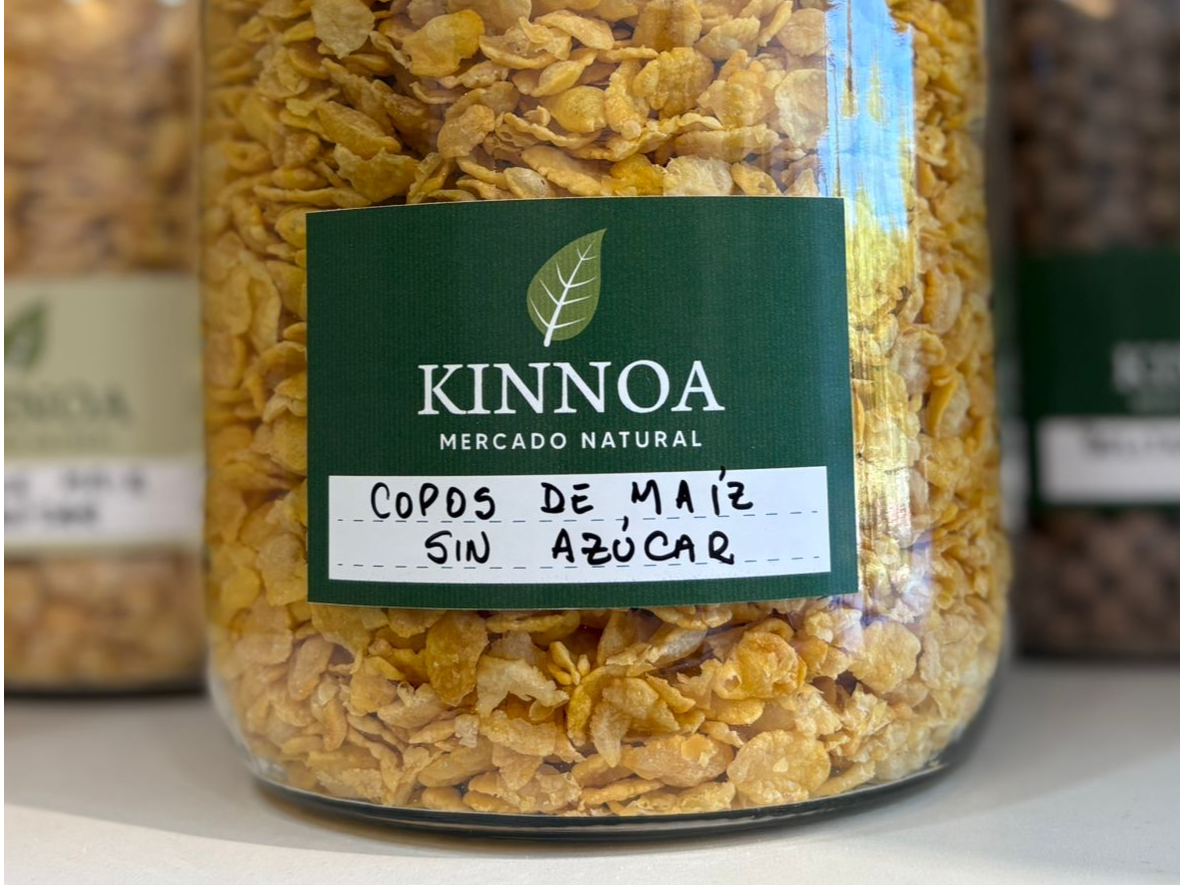 KINNOA
MERCADO NATURAL
COPOS DE MAÍZ
SIN AZÚCAR